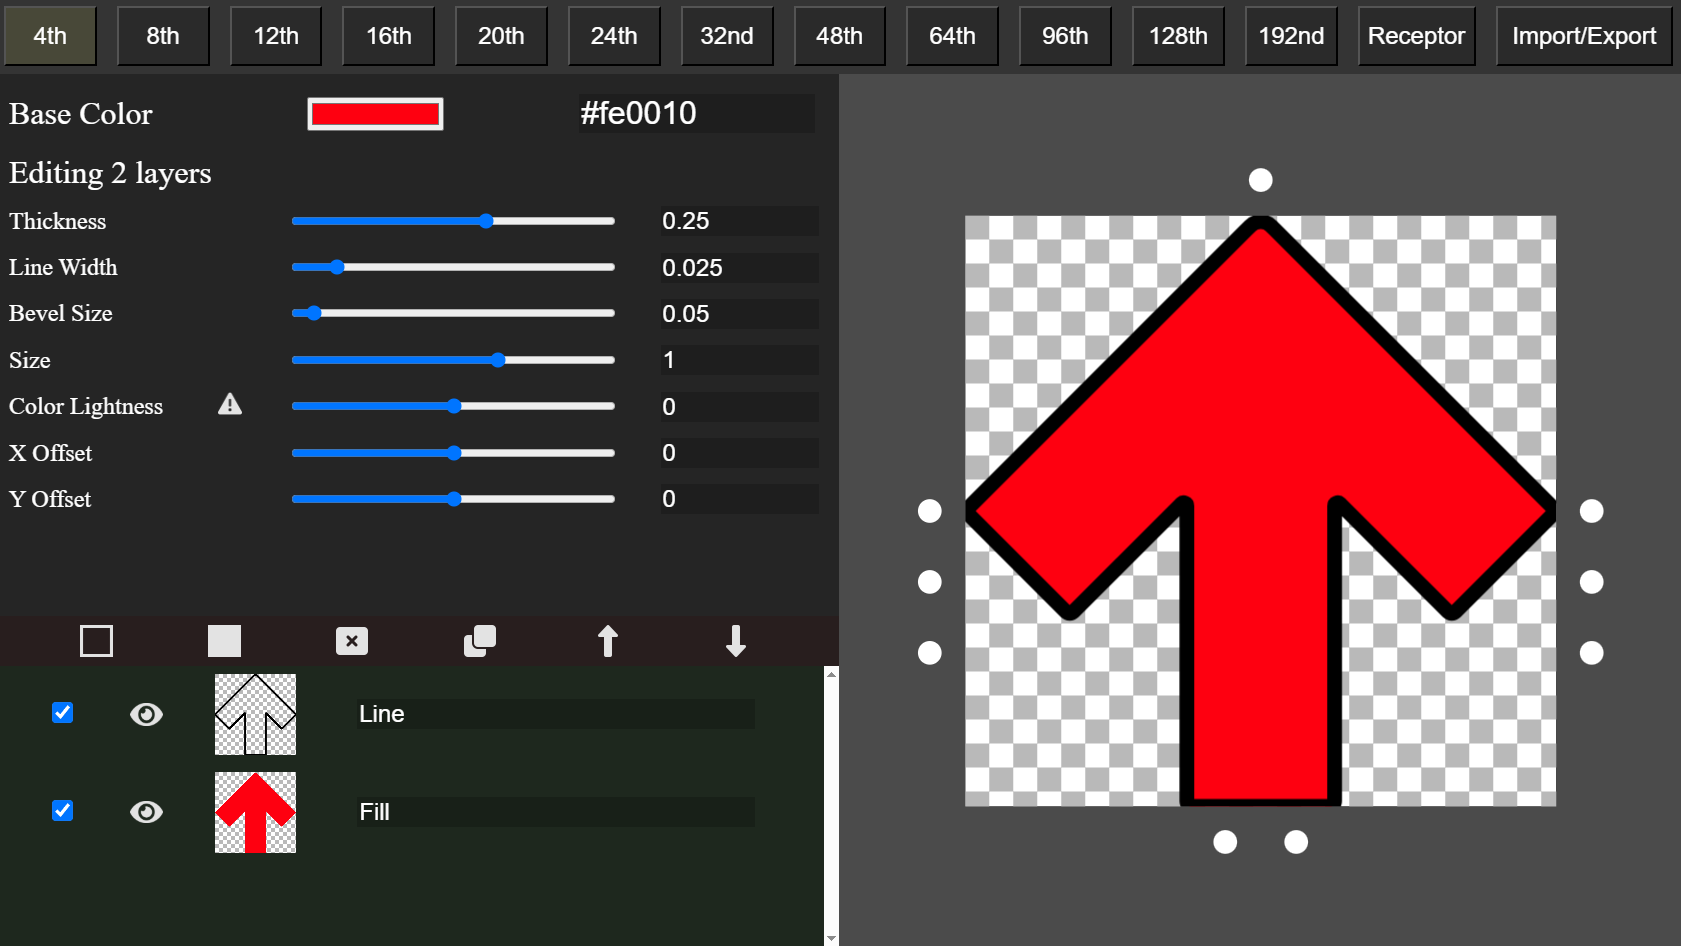 4th 8th 12th 16th 20th 24th 32nd 48th 64th 96th 128th 192nd Receptor Import/Export
Base Color #fe0010
Editing 2 layers
Thickness 0.25
Line Width 0.025
Bevel Size 0.05
Size 1
Color Lightness 0
X Offset 0
Y Offset 0
Line
Fill